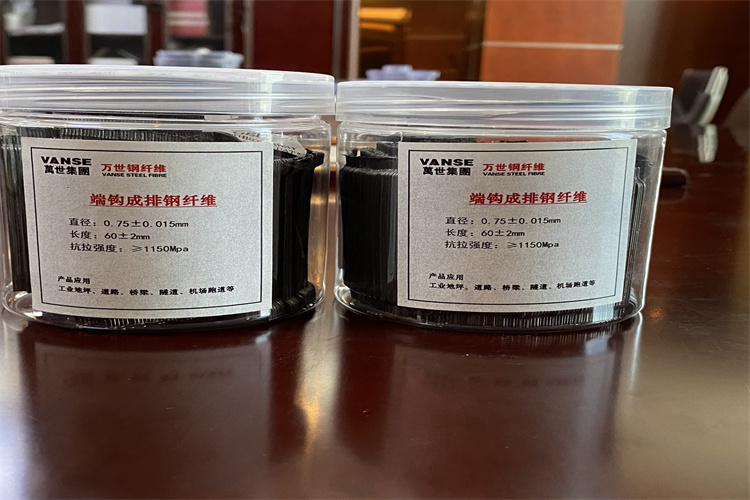 VANSE 万世钢纤维
萬世集團 VANSE STEEL FIBRE
端钩成排钢纤维
直径：0.75±0.015mm
长度：60±2mm
抗拉强度：≥1150Mpa
产品应用
工业地坪、道路、桥梁、隧道、机场跑道等
VANSE 万世钢纤维
萬世集團 VANSE STEEL FIBRE
端钩成排钢纤维
直径：0.75±0.015mm
长度：60±2mm
抗拉强度：≥1150Mpa
产品应用
工业地坪、道路、桥梁、隧道、机场跑道等